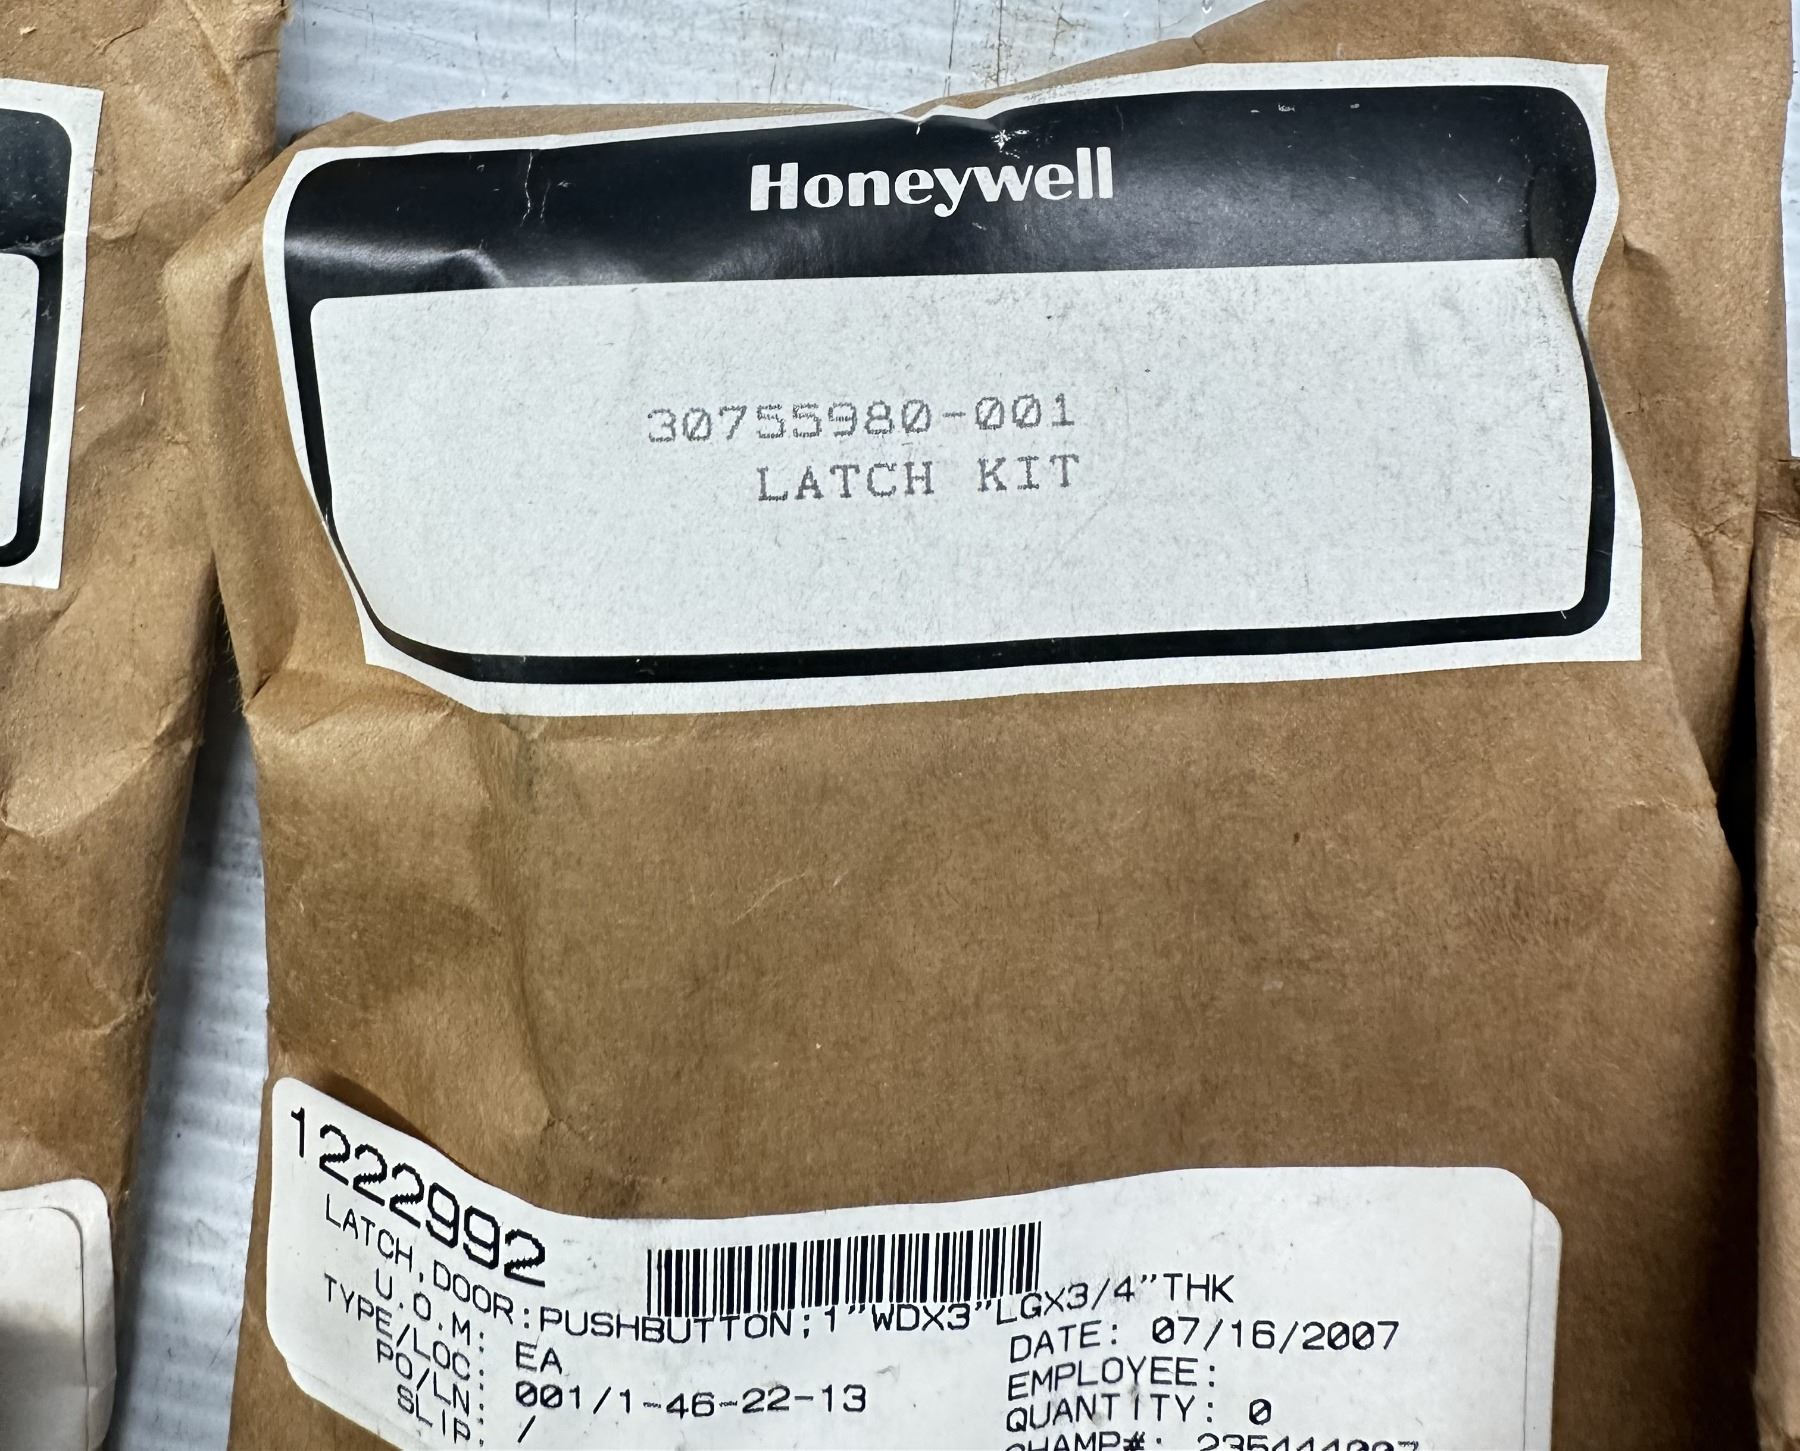 Honeywell
30755980-001
LATCH KIT
1222992
LATCH,DOOR:PUSHBUTTON;1"WDX3"LGX3/4"THK
U.O.M: EA
TYPE/LOC: 001/1-46-22-13
PO/LN: /
SLIP:
DATE: 07/16/2007
EMPLOYEE:
QUANTITY: 0
CHAMP#: